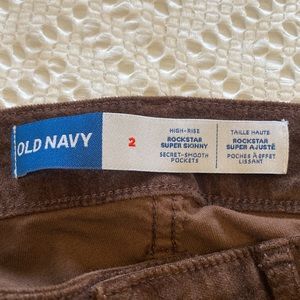 OLD NAVY
2
HIGH-RISE
ROCKSTAR
SUPER SKINNY
SECRET-SMOOTH
POCKETS
TAILLE HAUTE
ROCKSTAR
SUPER AJUSTÉ
POCHES À EFFET
LISSANT